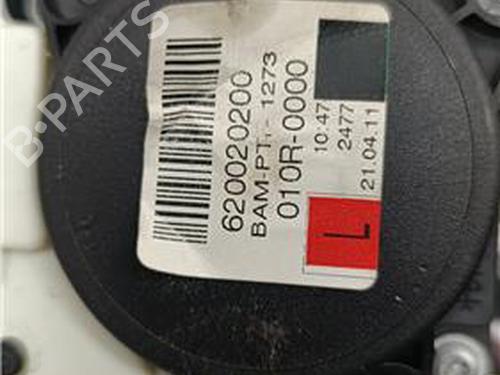 620020200
BAM-PT, - 1273
010R-0000
10:47
2477
21.04.11
L
B-PARTS